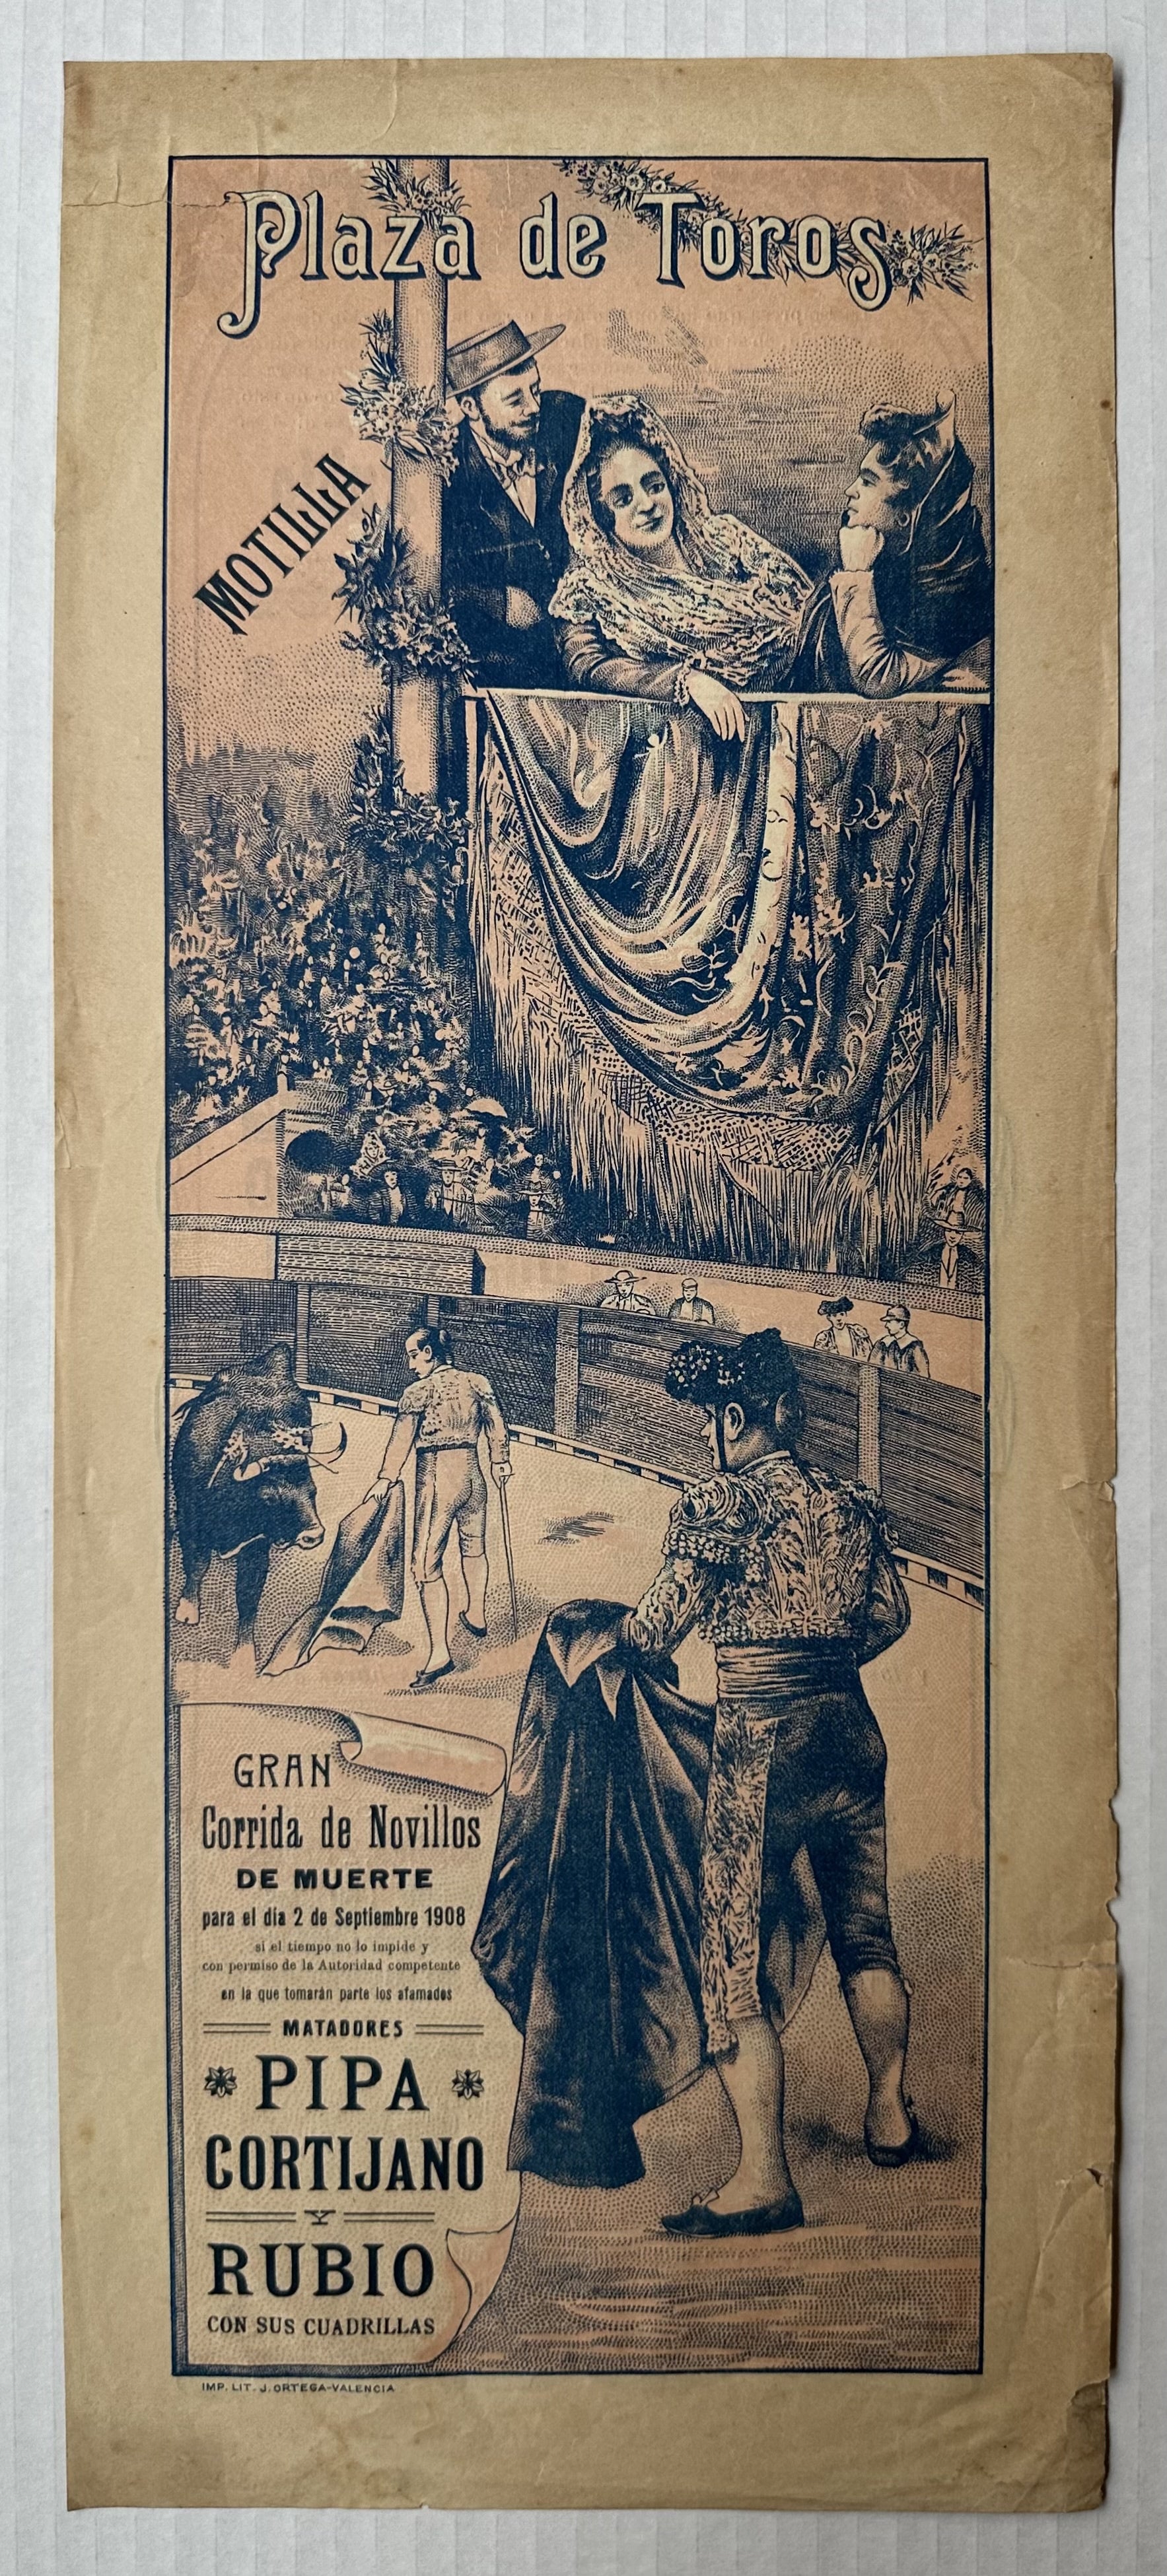 Plaza de Toros
MOTILLA
GRAN
Corrida de Novillos
DE MUERTE
para el día 2 de Septiembre 1908
si el tiempo no lo impide y
con permiso de la Autoridad competente
en la que tomarán parte los afamados
MATADORES
PIPA
CORTIJANO
Y
RUBIO
CON SUS CUADRILLAS
IMP. LIT. J. ORTEGA-VALENCIA